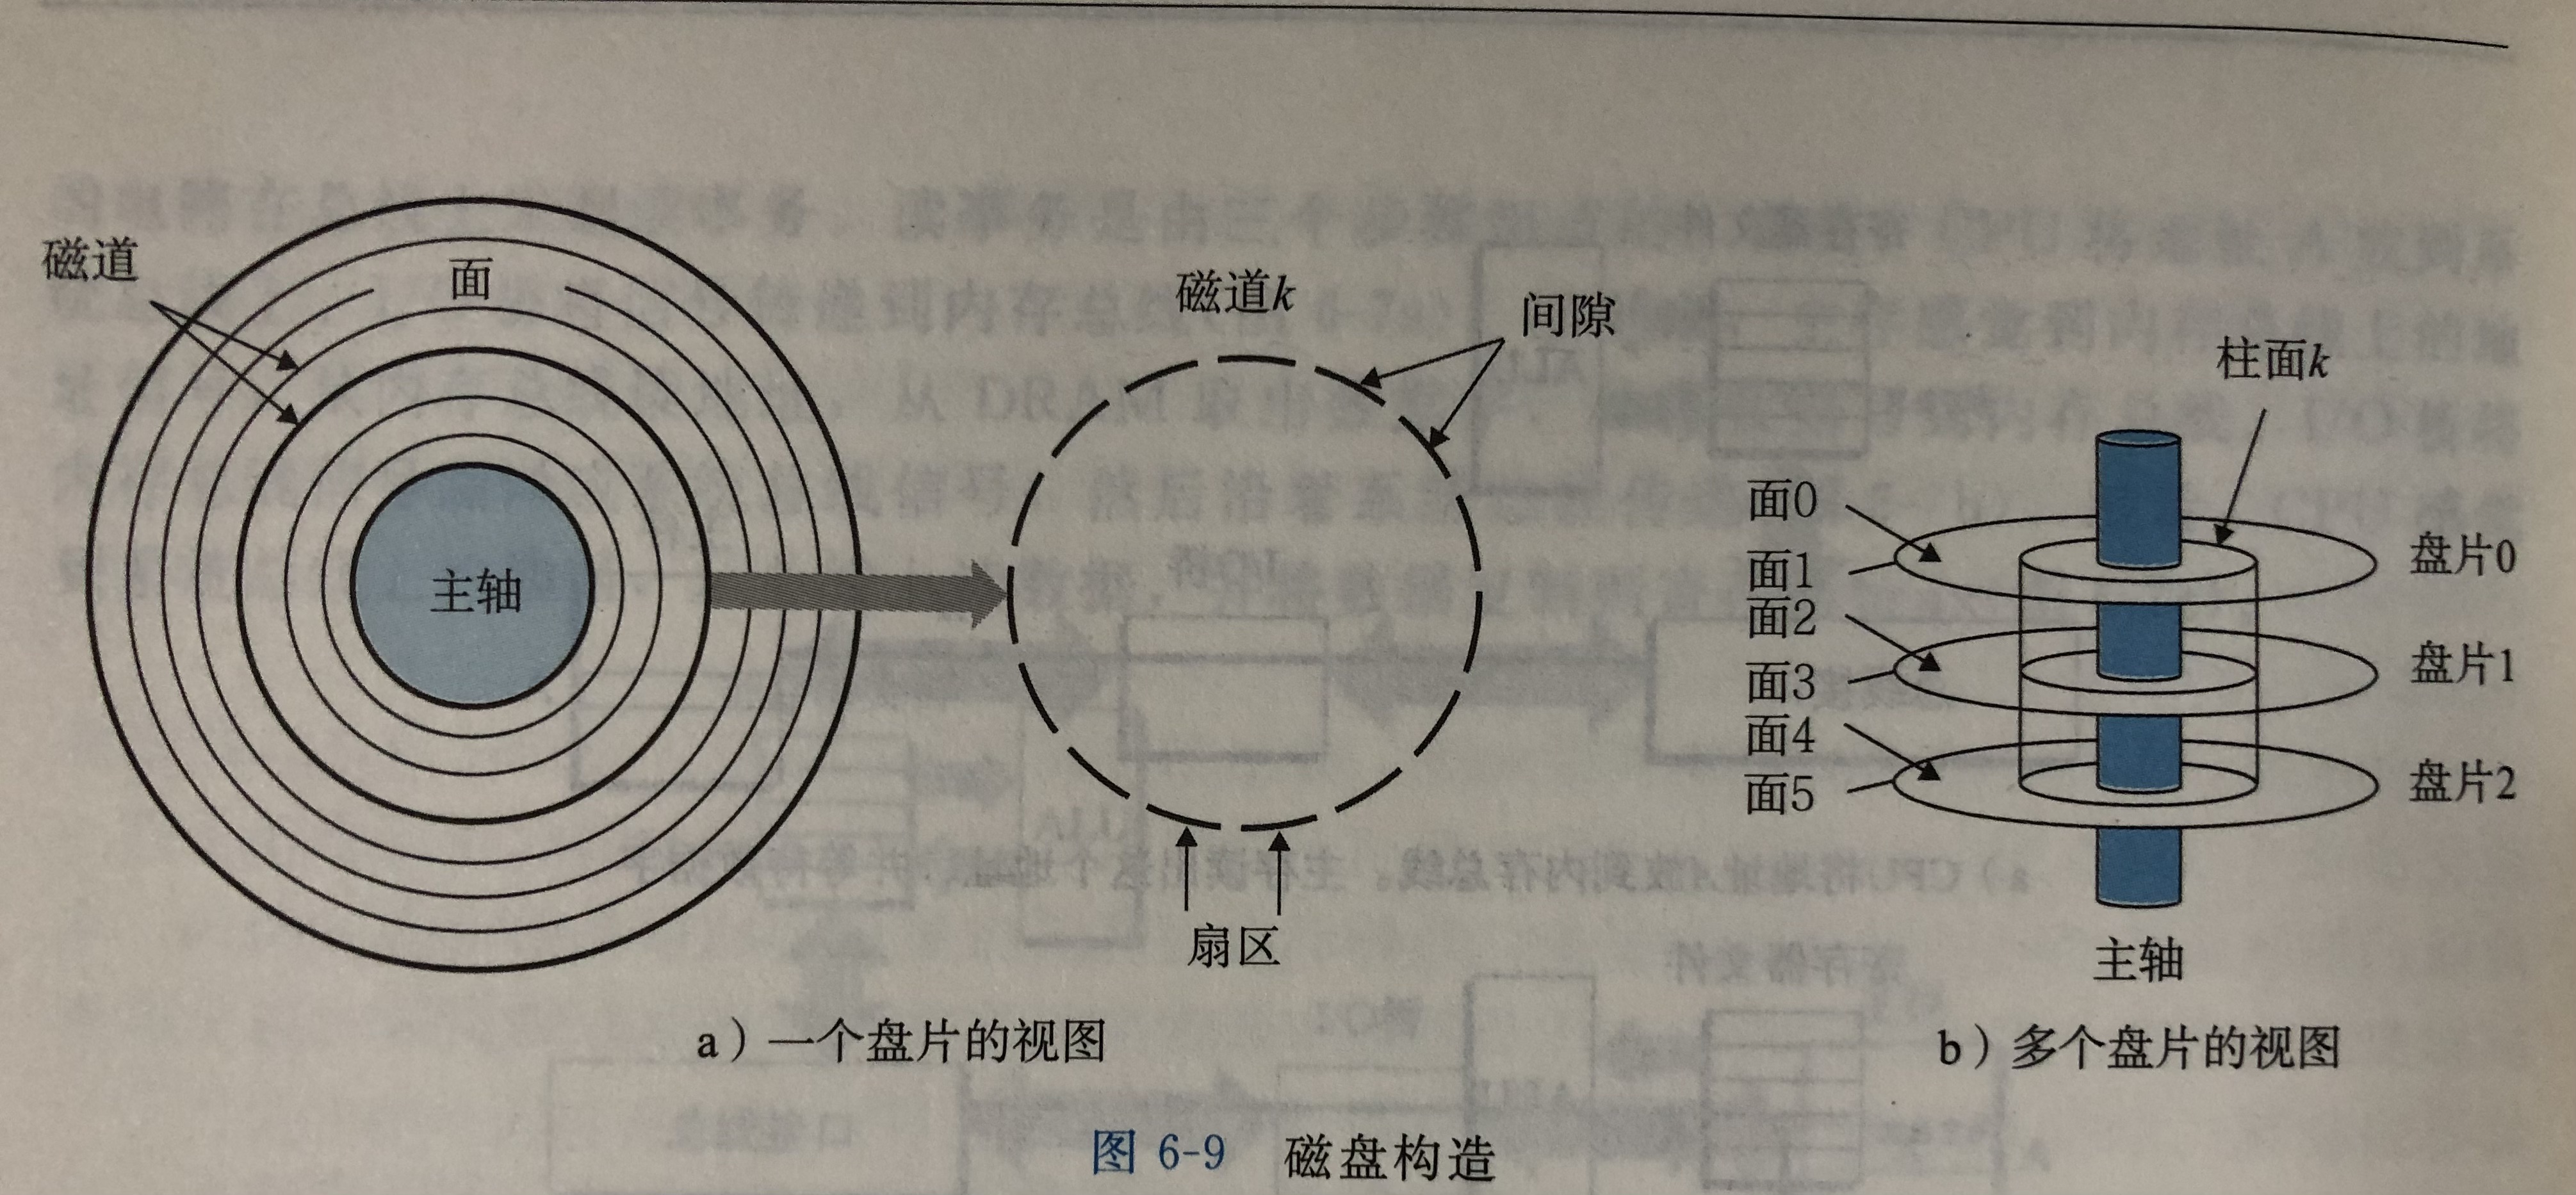 磁道
面
主轴
磁道k
间隙
扇区
a）一个盘片的视图
柱面k
面0
面1
面2
面3
面4
面5
盘片0
盘片1
盘片2
主轴
b）多个盘片的视图
图 6-9 磁盘构造